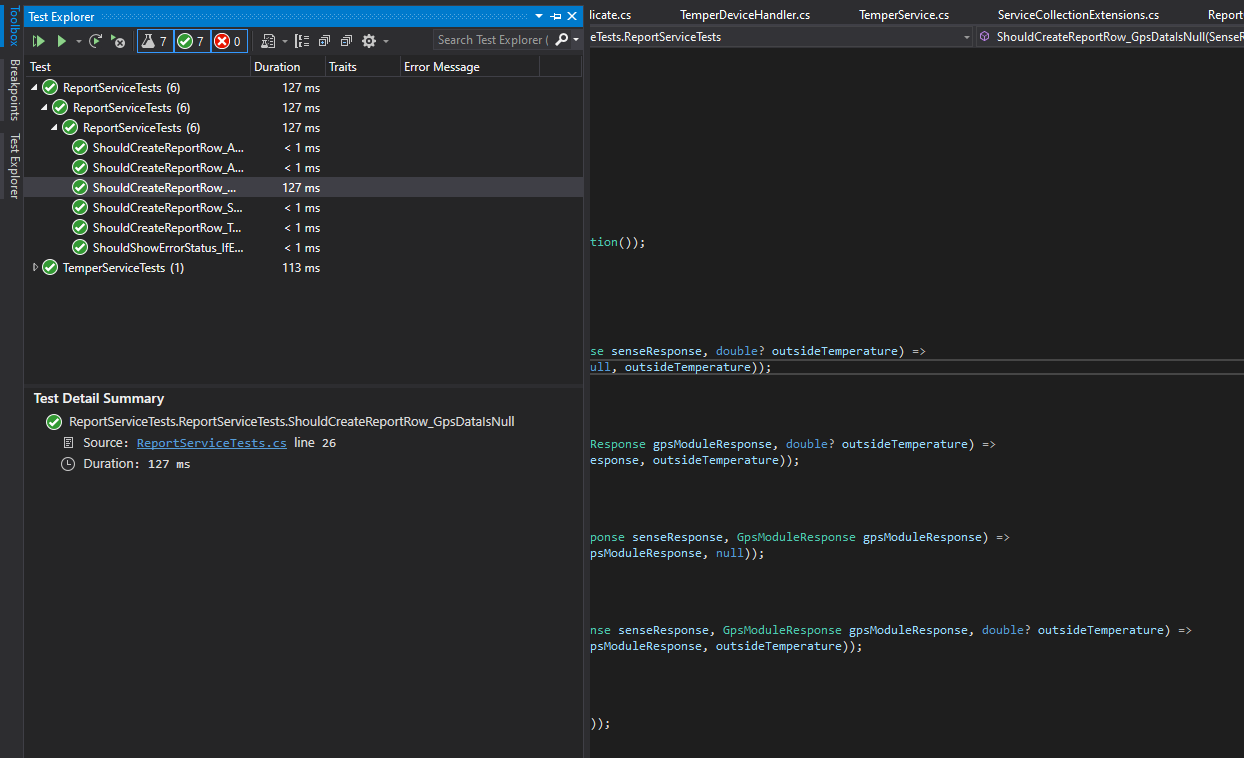 Toolbox
Breakpoints
Test Explorer
Test Explorer
7 7 0
Search Test Explorer (
Test Duration Traits Error Message
ReportServiceTests (6) 127 ms
ReportServiceTests (6) 127 ms
ReportServiceTests (6) 127 ms
ShouldCreateReportRow_A... < 1 ms
ShouldCreateReportRow_A... < 1 ms
ShouldCreateReportRow_... 127 ms
ShouldCreateReportRow_S... < 1 ms
ShouldCreateReportRow_T... < 1 ms
ShouldShowErrorStatus_IfE... < 1 ms
TemperServiceTests (1) 113 ms
Test Detail Summary
ReportServiceTests.ReportServiceTests.ShouldCreateReportRow_GpsDataIsNull
Source: ReportServiceTests.cs line 26
Duration: 127 ms
licate.cs TemperDeviceHandler.cs TemperService.cs ServiceCollectionExtensions.cs Report
eTests.ReportServiceTests ShouldCreateReportRow_GpsDataIsNull(SenseR
tion());
se senseResponse, double? outsideTemperature) =>
ull, outsideTemperature));
Response gpsModuleResponse, double? outsideTemperature) =>
esponse, outsideTemperature));
ponse senseResponse, GpsModuleResponse gpsModuleResponse) =>
psModuleResponse, null));
nse senseResponse, GpsModuleResponse gpsModuleResponse, double? outsideTemperature) =>
psModuleResponse, outsideTemperature));
));